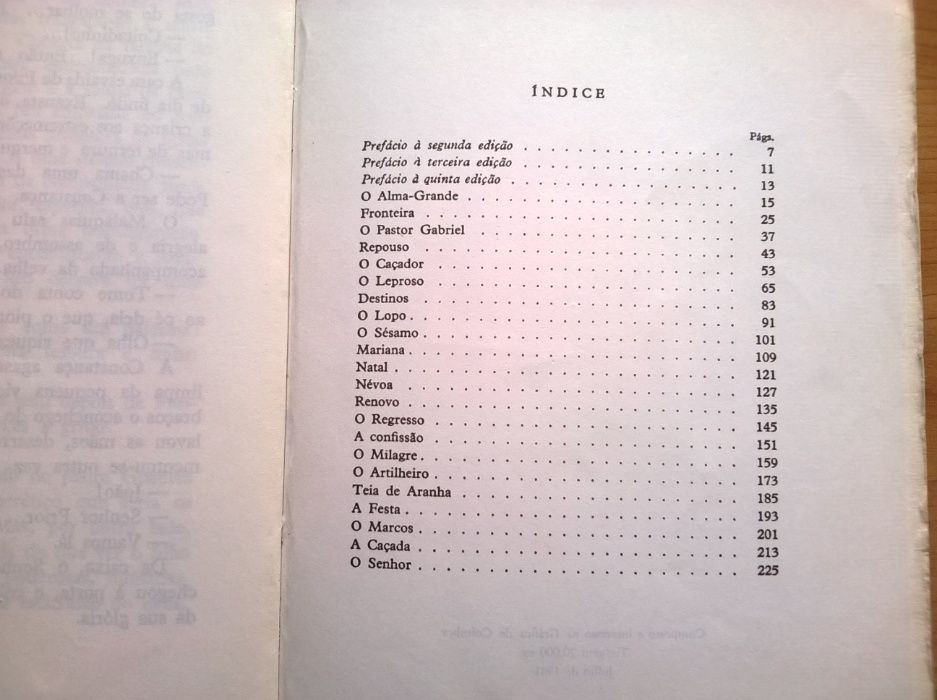 ÍNDICE
Págs.
Prefácio à segunda edição . . . . . . . . . . . . . . . . 7
Prefácio à terceira edição . . . . . . . . . . . . . . . . 11
Prefácio à quinta edição . . . . . . . . . . . . . . . . 13
O Alma-Grande . . . . . . . . . . . . . . . . 15
Fronteira . . . . . . . . . . . . . . . . 25
O Pastor Gabriel . . . . . . . . . . . . . . . . 37
Repouso . . . . . . . . . . . . . . . . 43
O Caçador . . . . . . . . . . . . . . . . 53
O Leproso . . . . . . . . . . . . . . . . 65
Destinos . . . . . . . . . . . . . . . . 83
O Lopo . . . . . . . . . . . . . . . . 91
O Sésamo . . . . . . . . . . . . . . . . 101
Mariana . . . . . . . . . . . . . . . . 109
Natal . . . . . . . . . . . . . . . . 121
Névoa . . . . . . . . . . . . . . . . 127
Renovo . . . . . . . . . . . . . . . . 135
O Regresso . . . . . . . . . . . . . . . . 145
A confissão . . . . . . . . . . . . . . . . 151
O Milagre . . . . . . . . . . . . . . . . 159
O Artilheiro . . . . . . . . . . . . . . . . 173
Teia de Aranha . . . . . . . . . . . . . . . . 185
A Festa . . . . . . . . . . . . . . . . 193
O Marcos . . . . . . . . . . . . . . . . 201
A Caçada . . . . . . . . . . . . . . . . 213
O Senhor . . . . . . . . . . . . . . . . 225